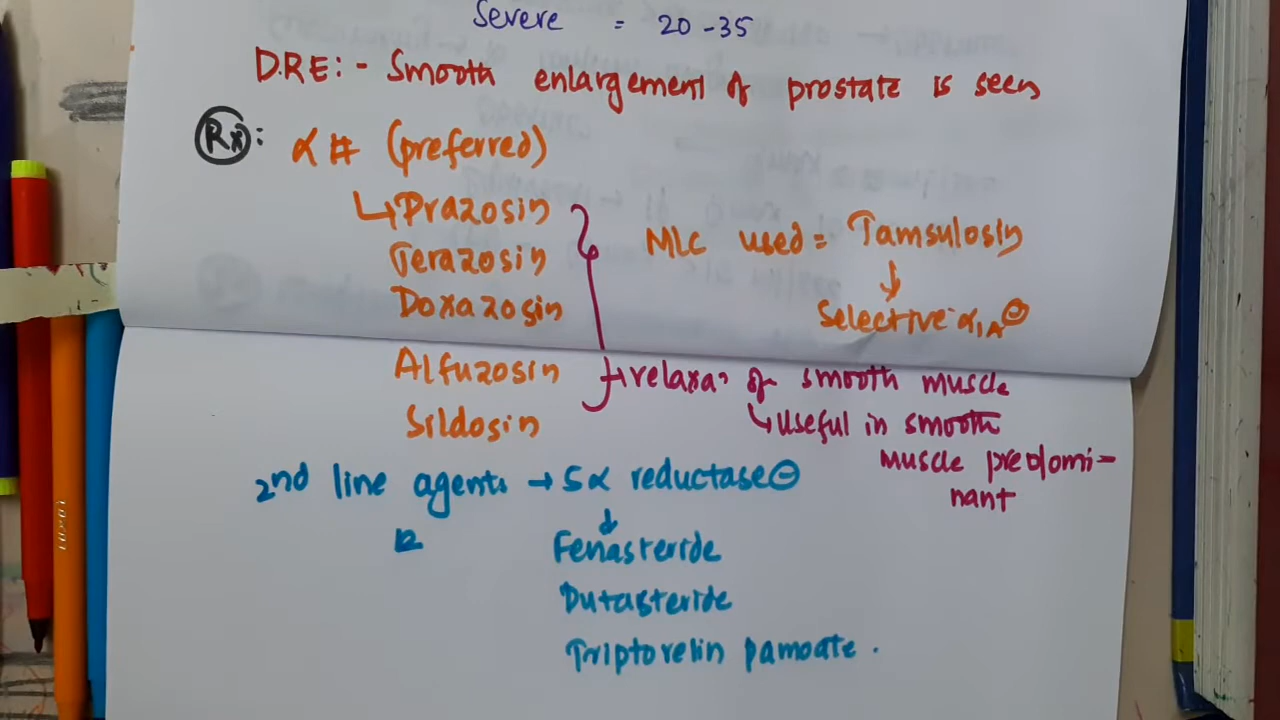 Severe = 20-35
D.R.E:- Smooth enlargement of prostate is seen
Rx: α # (preferred)
↳Prazosin
Terazosin
Doxazosin
Alfuzosin
Sildosin
MLC used = Tamsulosin
↓
Selective α1A⊖
→relaxaⁿ of smooth muscle
↳useful in smooth
muscle predomi-
nant
2nd line agents → 5α reductase⊖
↓
Fenasteride
Dutasteride
Triptorelin pamoate.